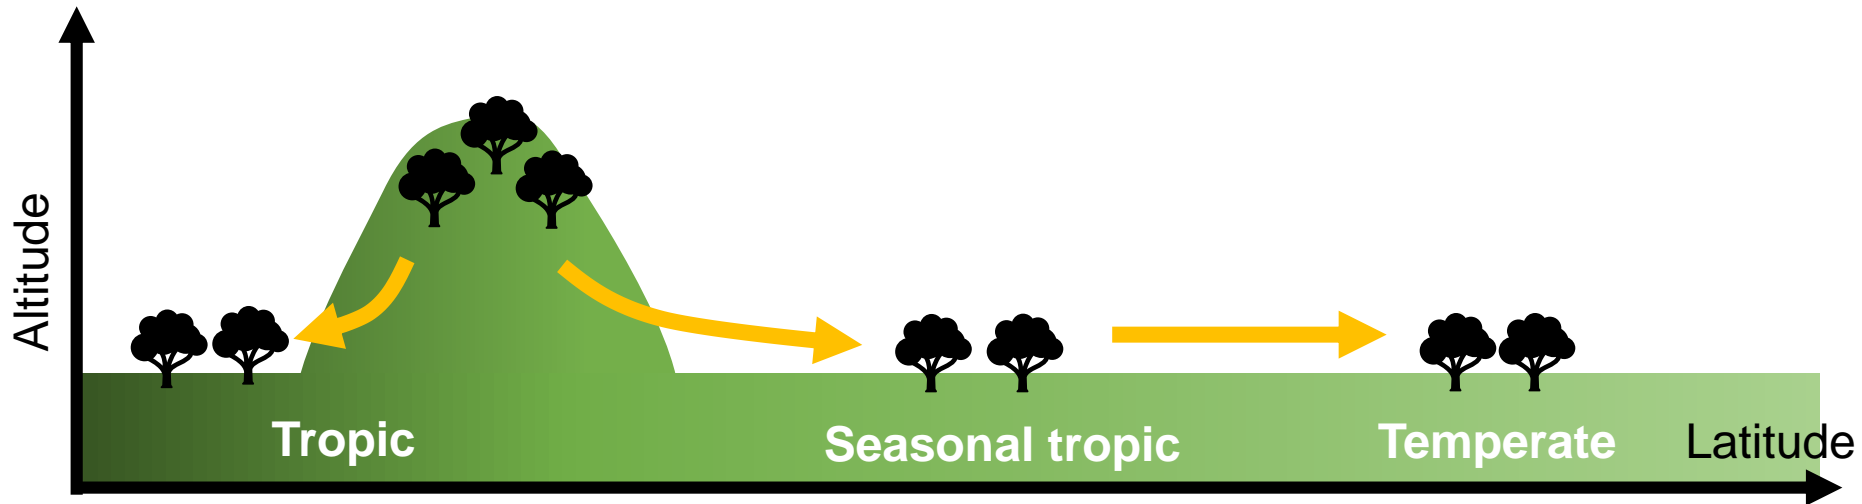 Altitude
Tropic
Seasonal tropic
Temperate
Latitude